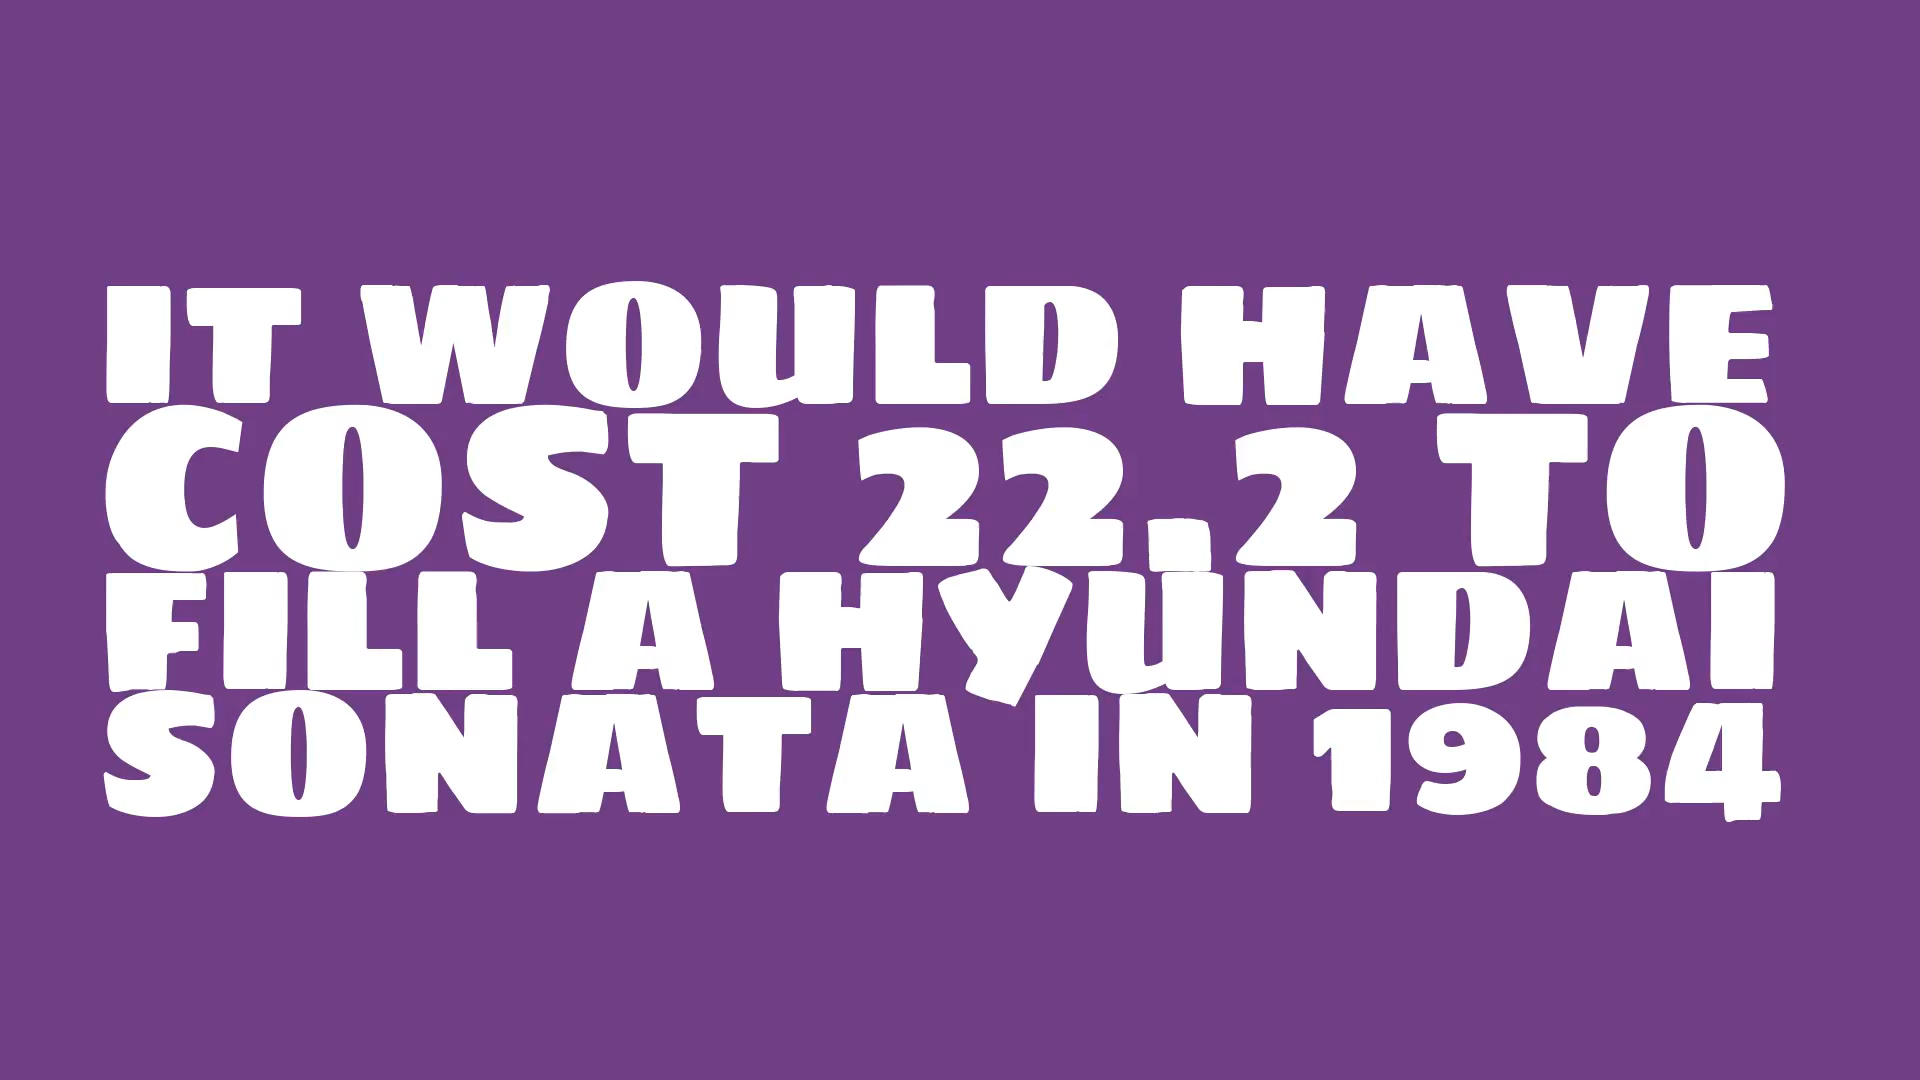 IT WOULD HAVE
COST 22.2 TO
FILL A HYUNDAI
SONATA IN 1984